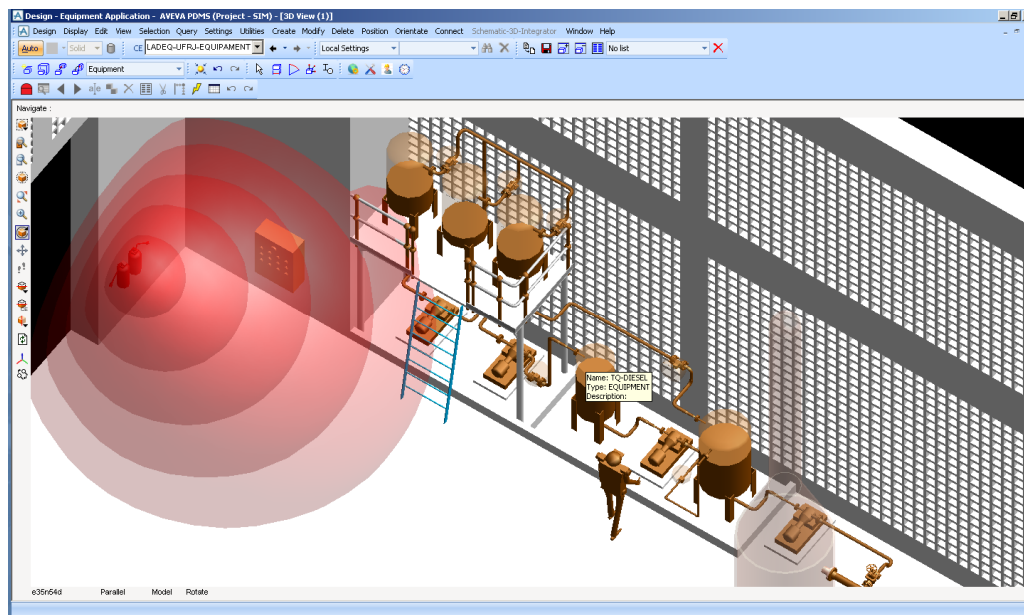 Design - Equipment Application - AVEVA PDMS (Project - SIM) - [3D View (1)]
Design Display Edit View Selection Query Settings Utilities Create Modify Delete Position Orientate Connect Schematic-3D-Integrator Window Help
Auto Solid CE LADEQ-UFRJ-EQUIPAMENT Local Settings No list
Equipment
Navigate :
Name: TQ-DIESEL
Type: EQUIPMENT
Description:
e35n54d Parallel Model Rotate